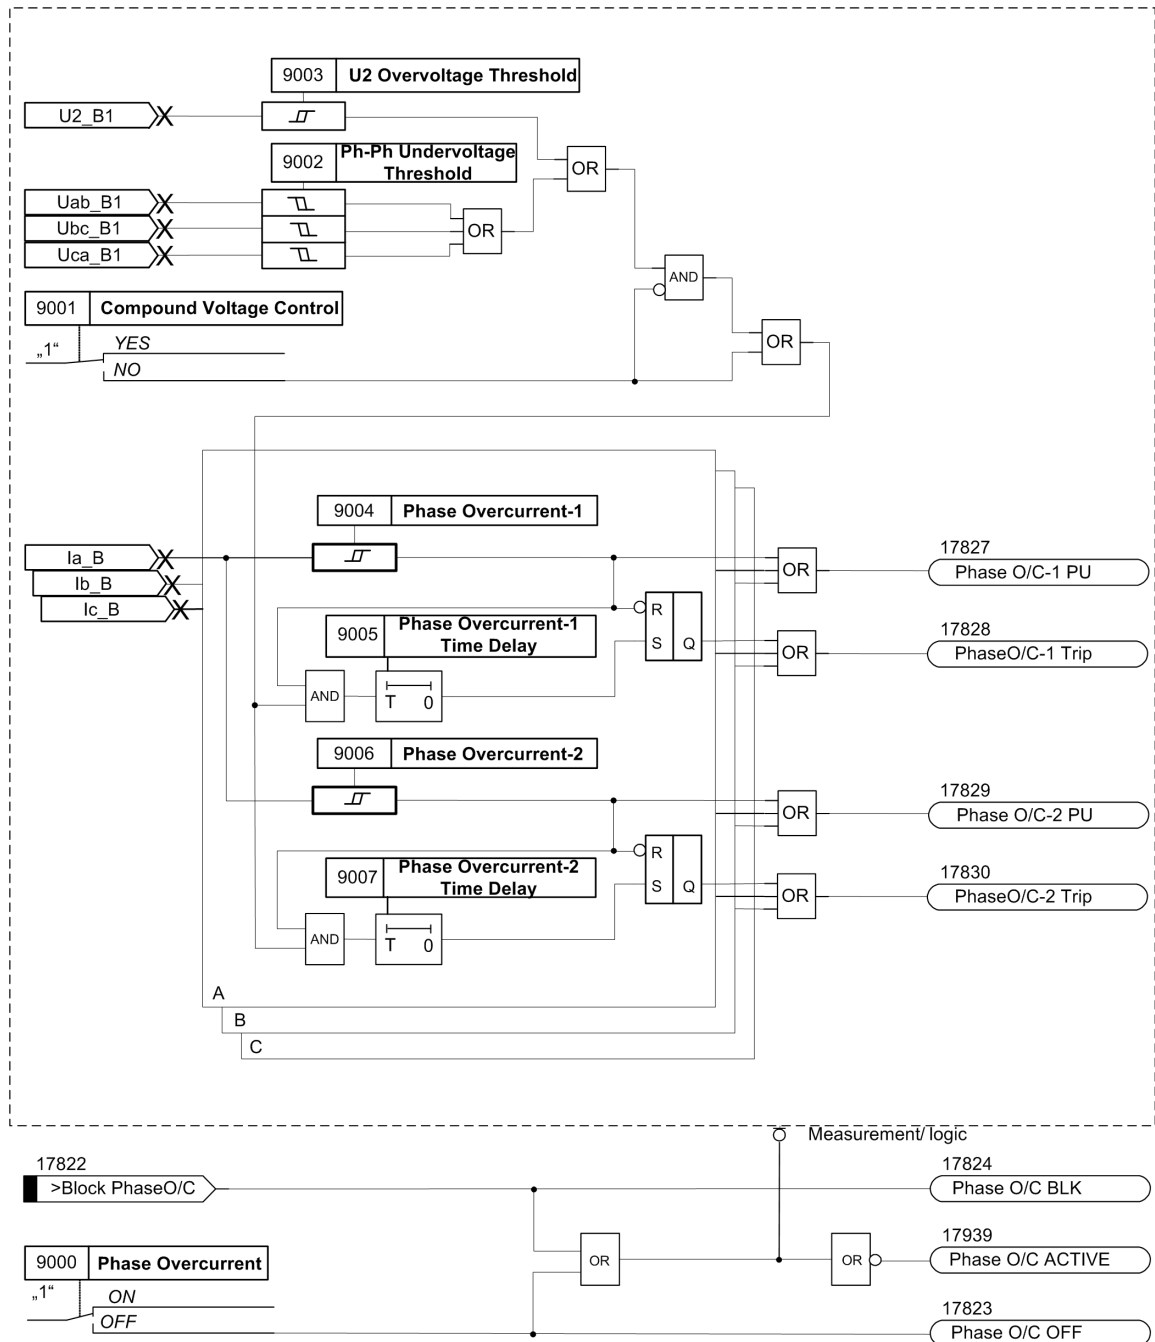 9003 U2 Overvoltage Threshold
U2_B1
9002 Ph-Ph Undervoltage
Threshold
OR
Uab_B1
Ubc_B1
OR
Uca_B1
AND
9001 Compound Voltage Control
„1“ YES
NO
OR
9004 Phase Overcurrent-1
Ia_B
Ib_B
Ic_B
OR
17827
Phase O/C-1 PU
9005 Phase Overcurrent-1
Time Delay
R
S Q
OR
17828
PhaseO/C-1 Trip
AND
T 0
9006 Phase Overcurrent-2
OR
17829
Phase O/C-2 PU
9007 Phase Overcurrent-2
Time Delay
R
S Q
OR
17830
PhaseO/C-2 Trip
AND
T 0
A
B
C
Measurement/ logic
17822
>Block PhaseO/C
17824
Phase O/C BLK
9000 Phase Overcurrent
„1“ ON
OFF
OR
OR
17939
Phase O/C ACTIVE
17823
Phase O/C OFF